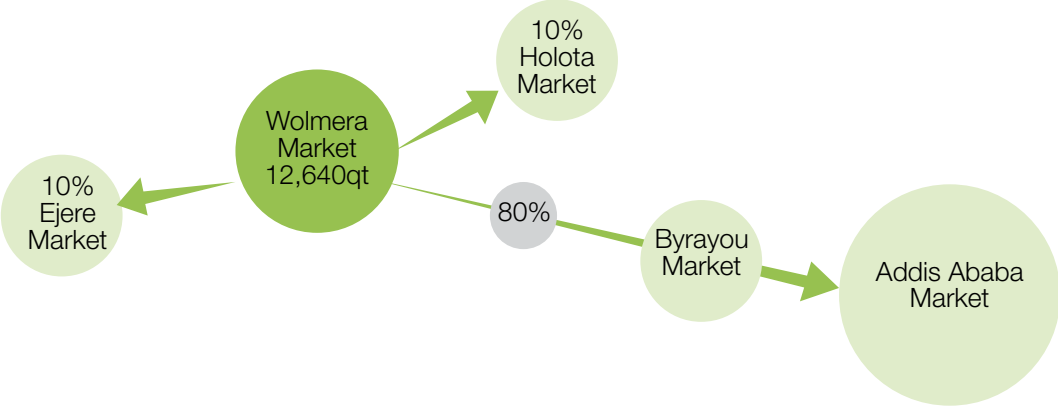 10%
Holota
Market
Wolmera
Market
12,640qt
10%
Ejere
Market
80%
Byrayou
Market
Addis Ababa
Market